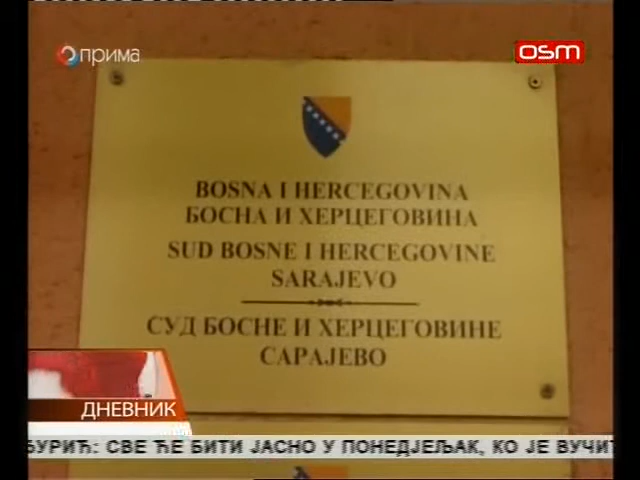 прима
OSM
BOSNA I HERCEGOVINA
БОСНА И ХЕРЦЕГОВИНА
SUD BOSNE I HERCEGOVINE
SARAJEVO
СУД БОСНЕ И ХЕРЦЕГОВИНЕ
САРАЈЕВО
ДНЕВНИК
ЂУРИЋ: СВЕ ЋЕ БИТИ ЈАСНО У ПОНЕДЈЕЉАК, КО ЈЕ